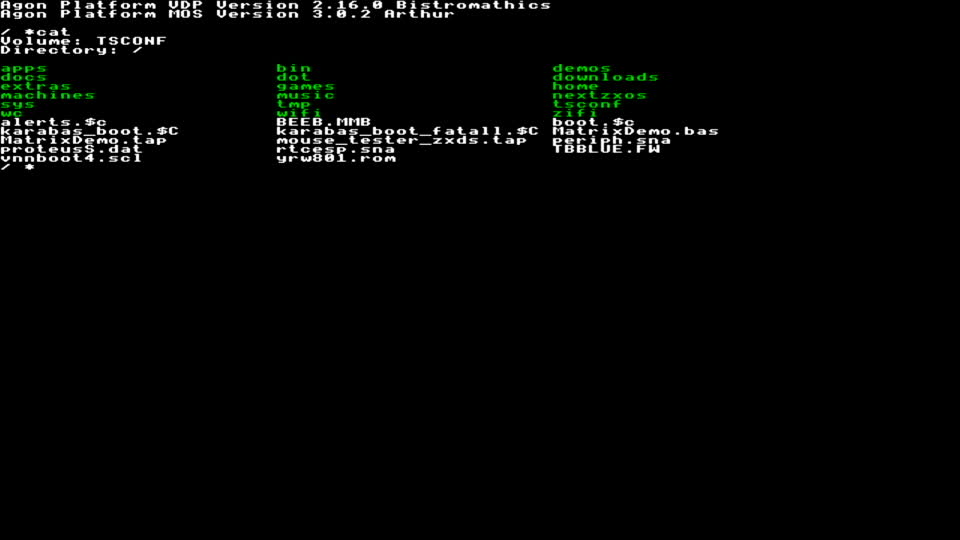 Agon Platform VDP Version 2.16.0 Bistromathics
Agon Platform MOS Version 3.0.2 Arthur
/ *cat
Volume: TSCONF
Directory: /
apps bin demos
docs dot downloads
extras games home
machines music nextzxos
sys tmp tsconf
wc wifi zifi
alerts.$c BEEB.MMB boot.$c
karabas_boot.$C karabas_boot_fatall.$C MatrixDemo.bas
MatrixDemo.tap mouse_tester_zxds.tap periph.sna
proteusS.dat rtcesp.sna TBBLUE.FW
vnnboot4.scl yrw801.rom
/ *